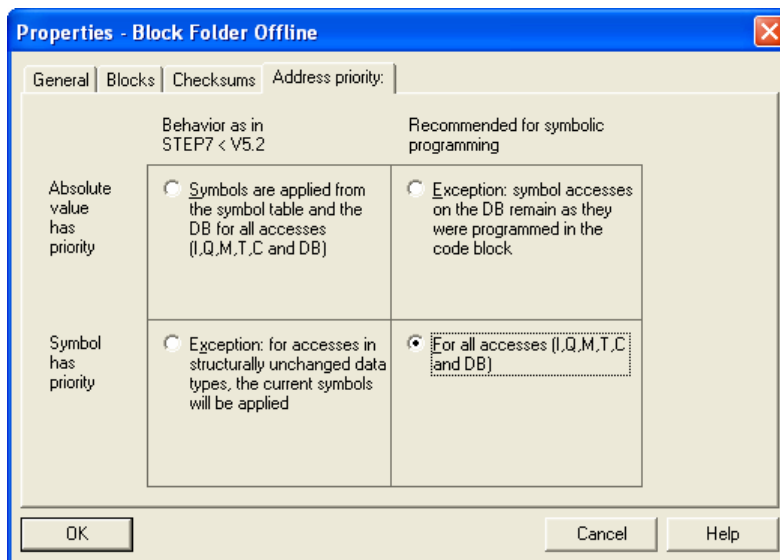 Properties - Block Folder Offline
General
Blocks
Checksums
Address priority:
Behavior as in
STEP7 < V5.2
Recommended for symbolic
programming
Absolute
value
has
priority
Symbols are applied from
the symbol table and the
DB for all accesses
(I,Q,M,T,C and DB)
Exception: symbol accesses
on the DB remain as they
were programmed in the
code block
Symbol
has
priority
Exception: for accesses in
structurally unchanged data
types, the current symbols
will be applied
For all accesses (I,Q,M,T,C
and DB)
OK
Cancel
Help